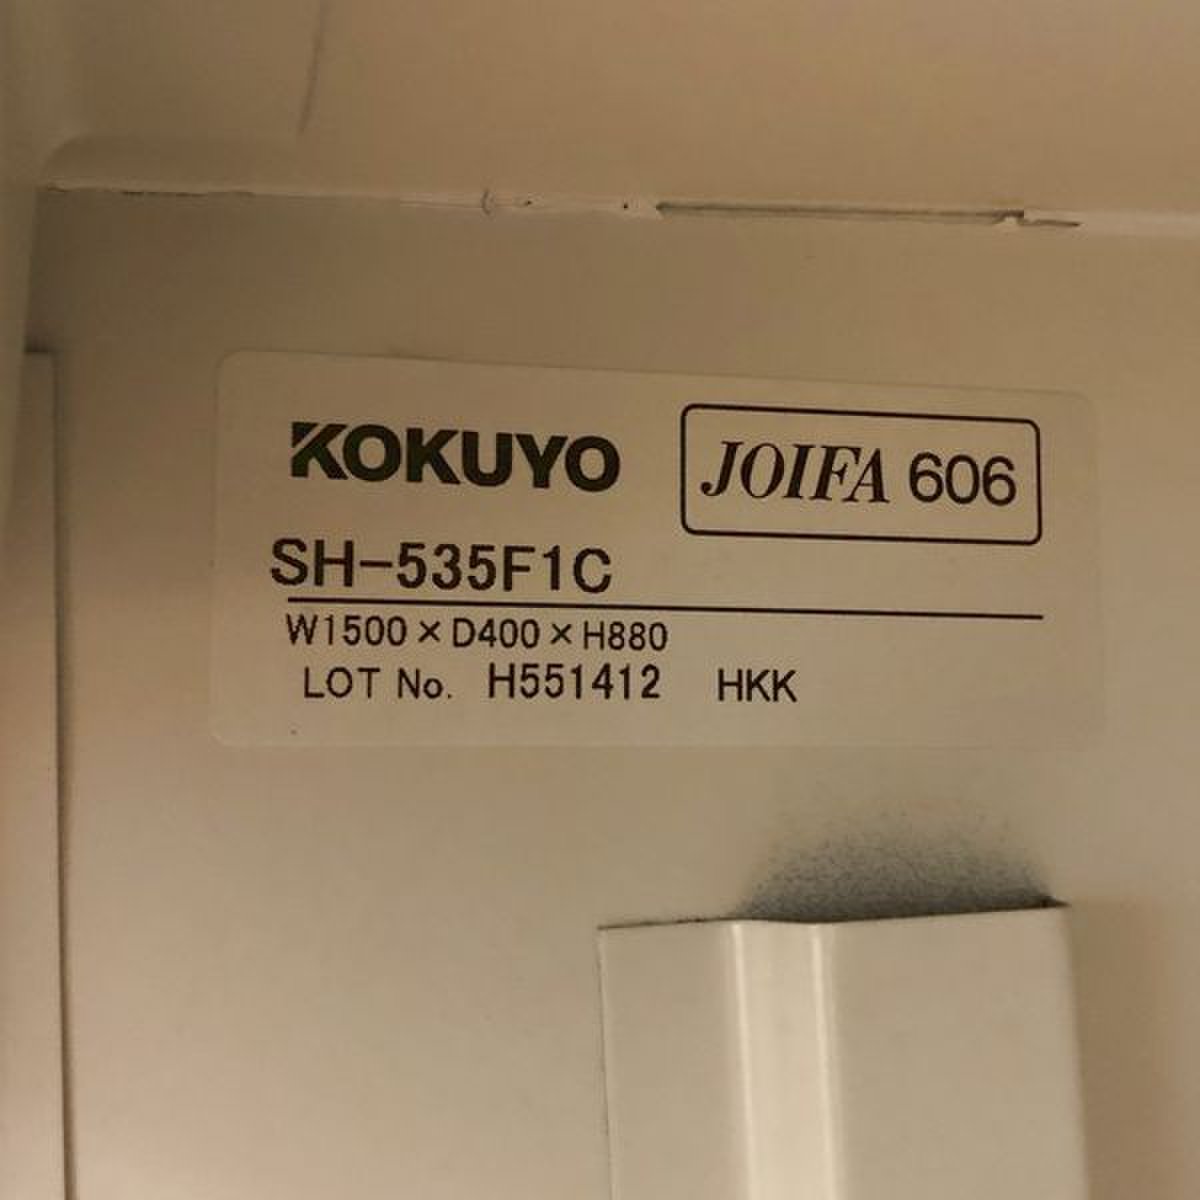 KOKUYO JOIFA 606
SH-535F1C
W1500×D400×H880
LOT No. H551412 HKK